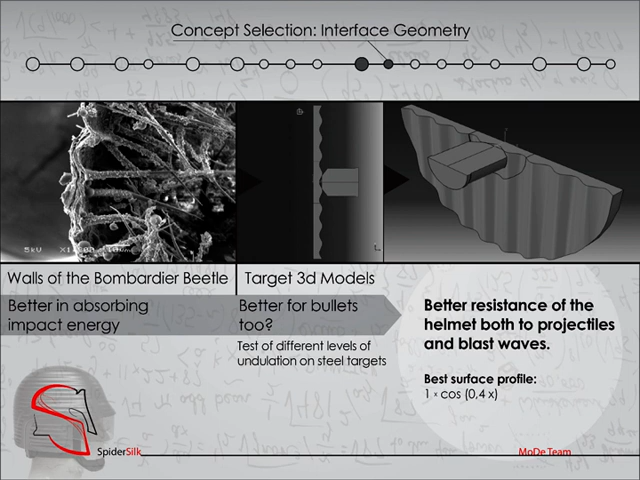 Concept Selection: Interface Geometry
Walls of the Bombardier Beetle
Target 3d Models
Better in absorbing
impact energy
Better for bullets
too?
Test of different levels of
undulation on steel targets
Better resistance of the
helmet both to projectiles
and blast waves.
Best surface profile:
1 x cos (0,4 x)
SpiderSilk
MoDe Team